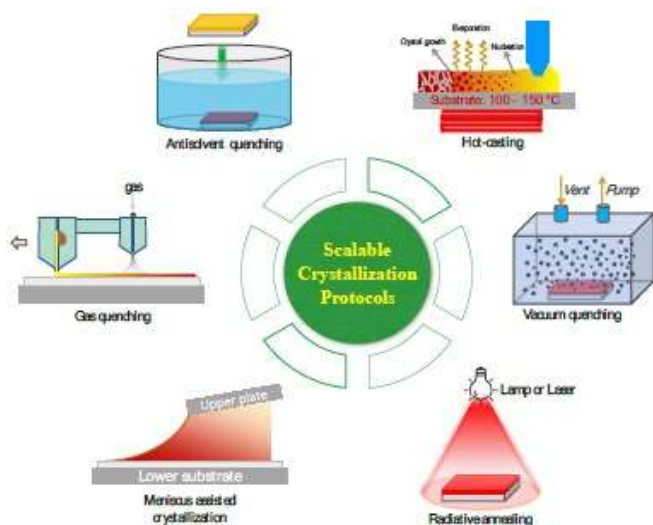 Antisolvent quenching
Evaporation
Crystal growth
Nucleation
Substrate: 100 - 150 °C
Hot-casting
gas
Gas quenching
Scalable
Crystallization
Protocols
Vent
Pump
Vacuum quenching
Upper plate
Lower substrate
Meniscus assisted
crystallization
Lamp or Laser
Radiative annealing